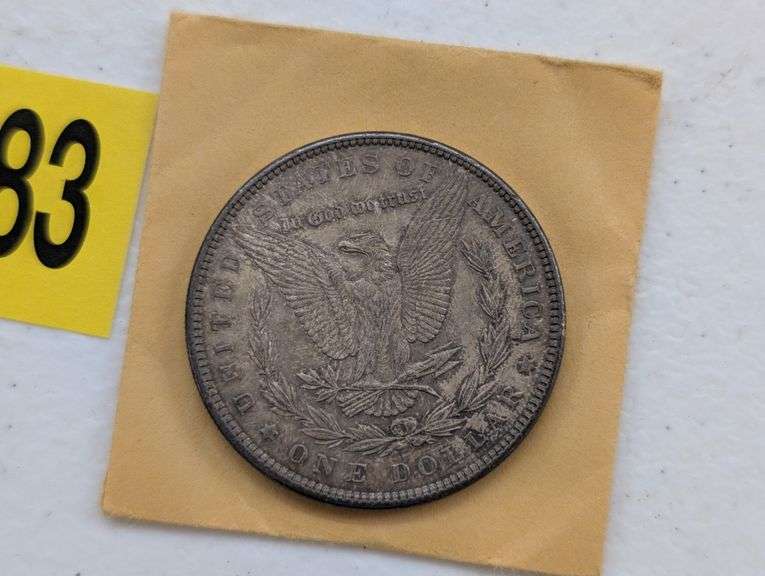 83
UNITED STATES OF AMERICA
In God we trust
ONE DOLLAR